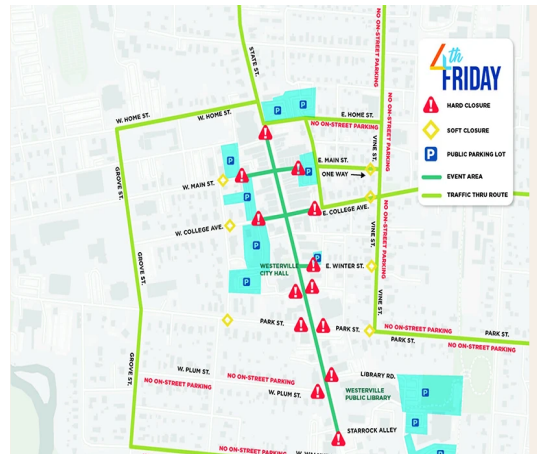 4th
FRIDAY
HARD CLOSURE
SOFT CLOSURE
P PUBLIC PARKING LOT
EVENT AREA
TRAFFIC THRU ROUTE
STATE ST.
NO ON-STREET PARKING
NO ON-STREET PARKING
W. HOME ST.
W. HOME ST.
P
P
E. HOME ST.
NO ON-STREET PARKING
VINE ST.
P
E. MAIN ST.
P
ONE WAY
GROVE ST.
W. MAIN ST.
P
E. COLLEGE AVE.
NO ON-STREET PARKING
W. COLLEGE AVE.
VINE ST.
P
P
WESTERVILLE
CITY HALL
E. WINTER ST.
GROVE ST.
P
VINE ST.
PARK ST.
PARK ST.
NO ON-STREET PARKING
PARK ST.
PARK ST.
GROVE ST.
W. PLUM ST.
NO ON-STREET PARKING
NO ON-STREET PARKING
W. PLUM ST.
LIBRARY RD.
WESTERVILLE
PUBLIC LIBRARY
P
P
STARROCK ALLEY
NO ON-STREET PARKING
P